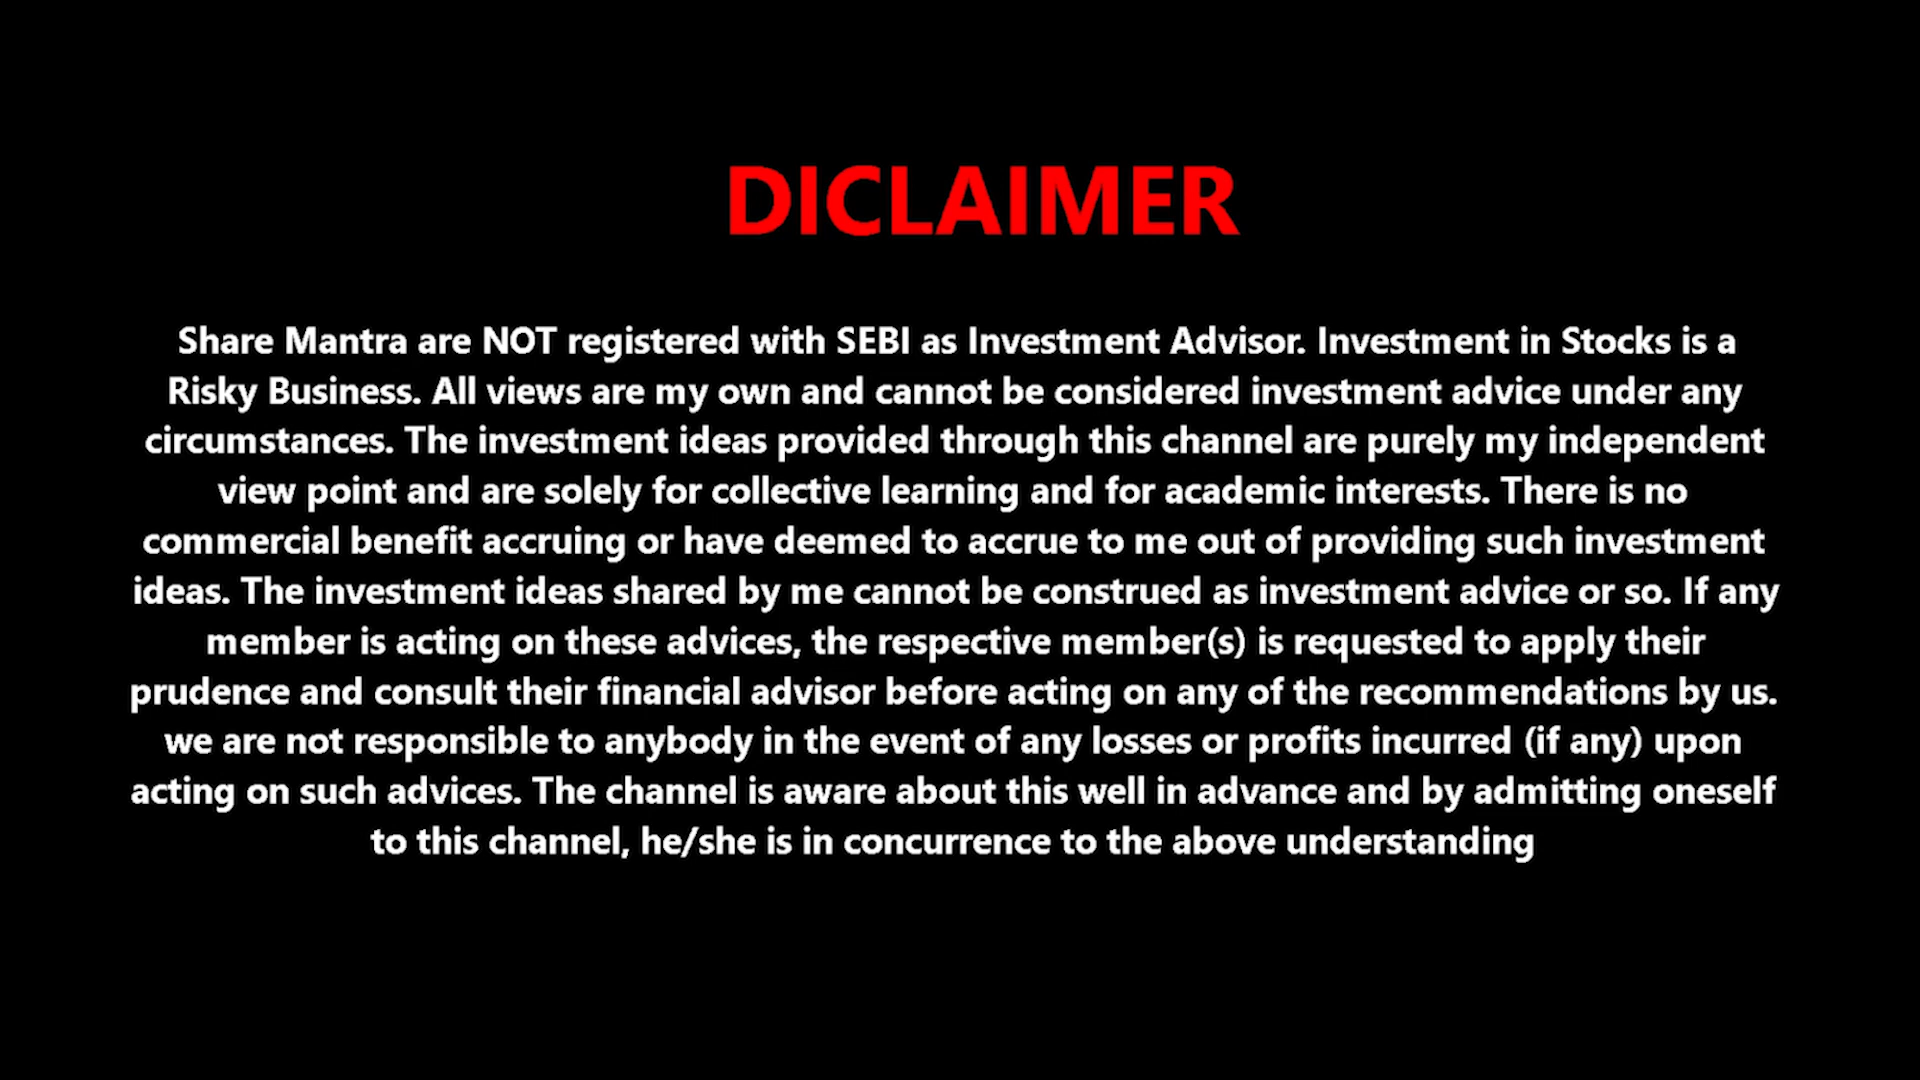 DICLAIMER
Share Mantra are NOT registered with SEBI as Investment Advisor. Investment in Stocks is a
Risky Business. All views are my own and cannot be considered investment advice under any
circumstances. The investment ideas provided through this channel are purely my independent
view point and are solely for collective learning and for academic interests. There is no
commercial benefit accruing or have deemed to accrue to me out of providing such investment
ideas. The investment ideas shared by me cannot be construed as investment advice or so. If any
member is acting on these advices, the respective member(s) is requested to apply their
prudence and consult their financial advisor before acting on any of the recommendations by us.
we are not responsible to anybody in the event of any losses or profits incurred (if any) upon
acting on such advices. The channel is aware about this well in advance and by admitting oneself
to this channel, he/she is in concurrence to the above understanding